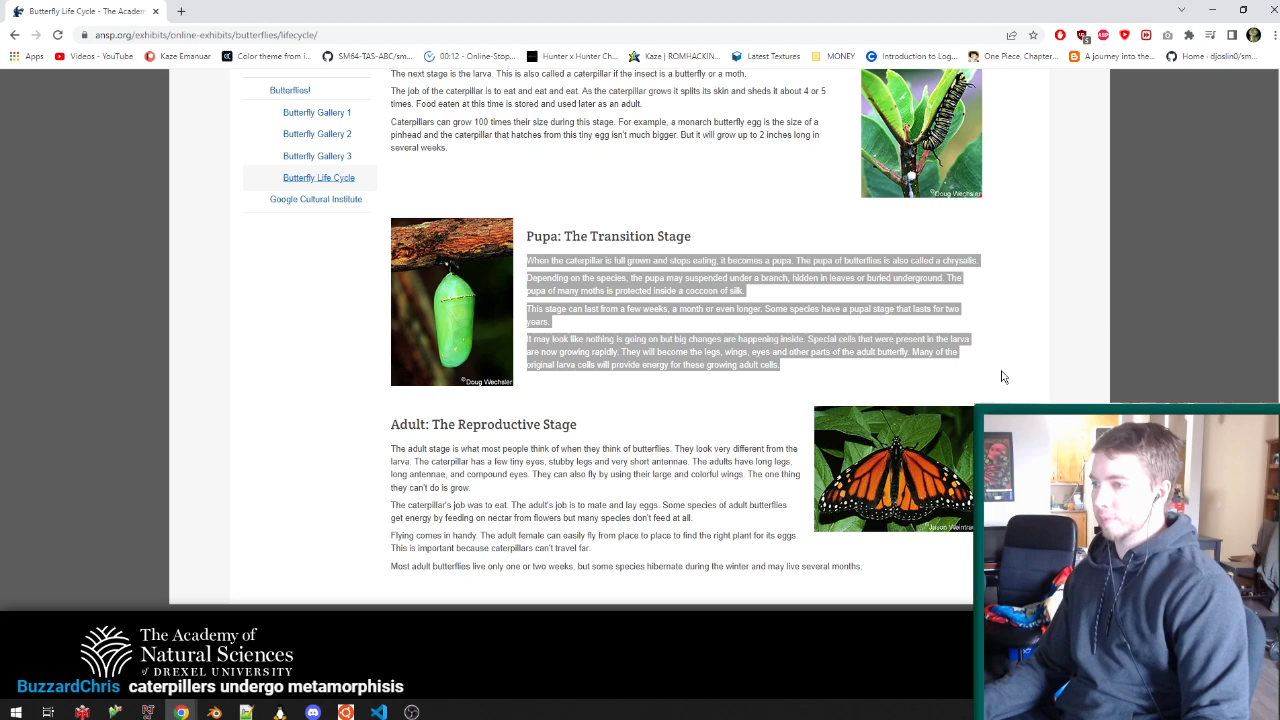 Butterfly Life Cycle - The Academ
ansp.org/exhibits/online-exhibits/butterflies/lifecycle/
Apps
Videos - YouTube
Kaze Emanuar
Color theme from i...
SM64-TAS-ABC/sm...
00:12 - Online-Stop...
Hunter x Hunter Ch...
Kaze... | ROMHACKIN...
Latest Textures
MONEY
Introduction to Log...
One Piece, Chapter...
A journey into the...
Home · djoslin0/sm...
Butterflies!
Butterfly Gallery 1
Butterfly Gallery 2
Butterfly Gallery 3
Butterfly Life Cycle
Google Cultural Institute
The next stage is the larva. This is also called a caterpillar if the insect is a butterfly or a moth.
The job of the caterpillar is to eat and eat and eat. As the caterpillar grows it splits its skin and sheds it about 4 or 5
times. Food eaten at this time is stored and used later as an adult.
Caterpillars can grow 100 times their size during this stage. For example, a monarch butterfly egg is the size of a
pinhead and the caterpillar that hatches from this tiny egg isn't much bigger. But it will grow up to 2 inches long in
several weeks.
©Doug Wechsler
Pupa: The Transition Stage
When the caterpillar is full grown and stops eating, it becomes a pupa. The pupa of butterflies is also called a chrysalis.
Depending on the species, the pupa may suspended under a branch, hidden in leaves or buried underground. The
pupa of many moths is protected inside a coccoon of silk.
This stage can last from a few weeks, a month or even longer. Some species have a pupal stage that lasts for two
years.
It may look like nothing is going on but big changes are happening inside. Special cells that were present in the larva
are now growing rapidly. They will become the legs, wings, eyes and other parts of the adult butterfly. Many of the
original larva cells will provide energy for these growing adult cells.
©Doug Wechsler
Adult: The Reproductive Stage
The adult stage is what most people think of when they think of butterflies. They look very different from the
larva. The caterpillar has a few tiny eyes, stubby legs and very short antennae. The adults have long legs,
long antennae, and compound eyes. They can also fly by using their large and colorful wings. The one thing
they can't do is grow.
The caterpillar's job was to eat. The adult's job is to mate and lay eggs. Some species of adult butterflies
get energy by feeding on nectar from flowers but many species don't feed at all.
Flying comes in handy. The adult female can easily fly from place to place to find the right plant for its eggs.
This is important because caterpillars can't travel far.
Most adult butterflies live only one or two weeks, but some species hibernate during the winter and may live several months.
©Jason Weintra
The Academy of
Natural Sciences
of DREXEL UNIVERSITY
BuzzardChris caterpillers undergo metamorphisis